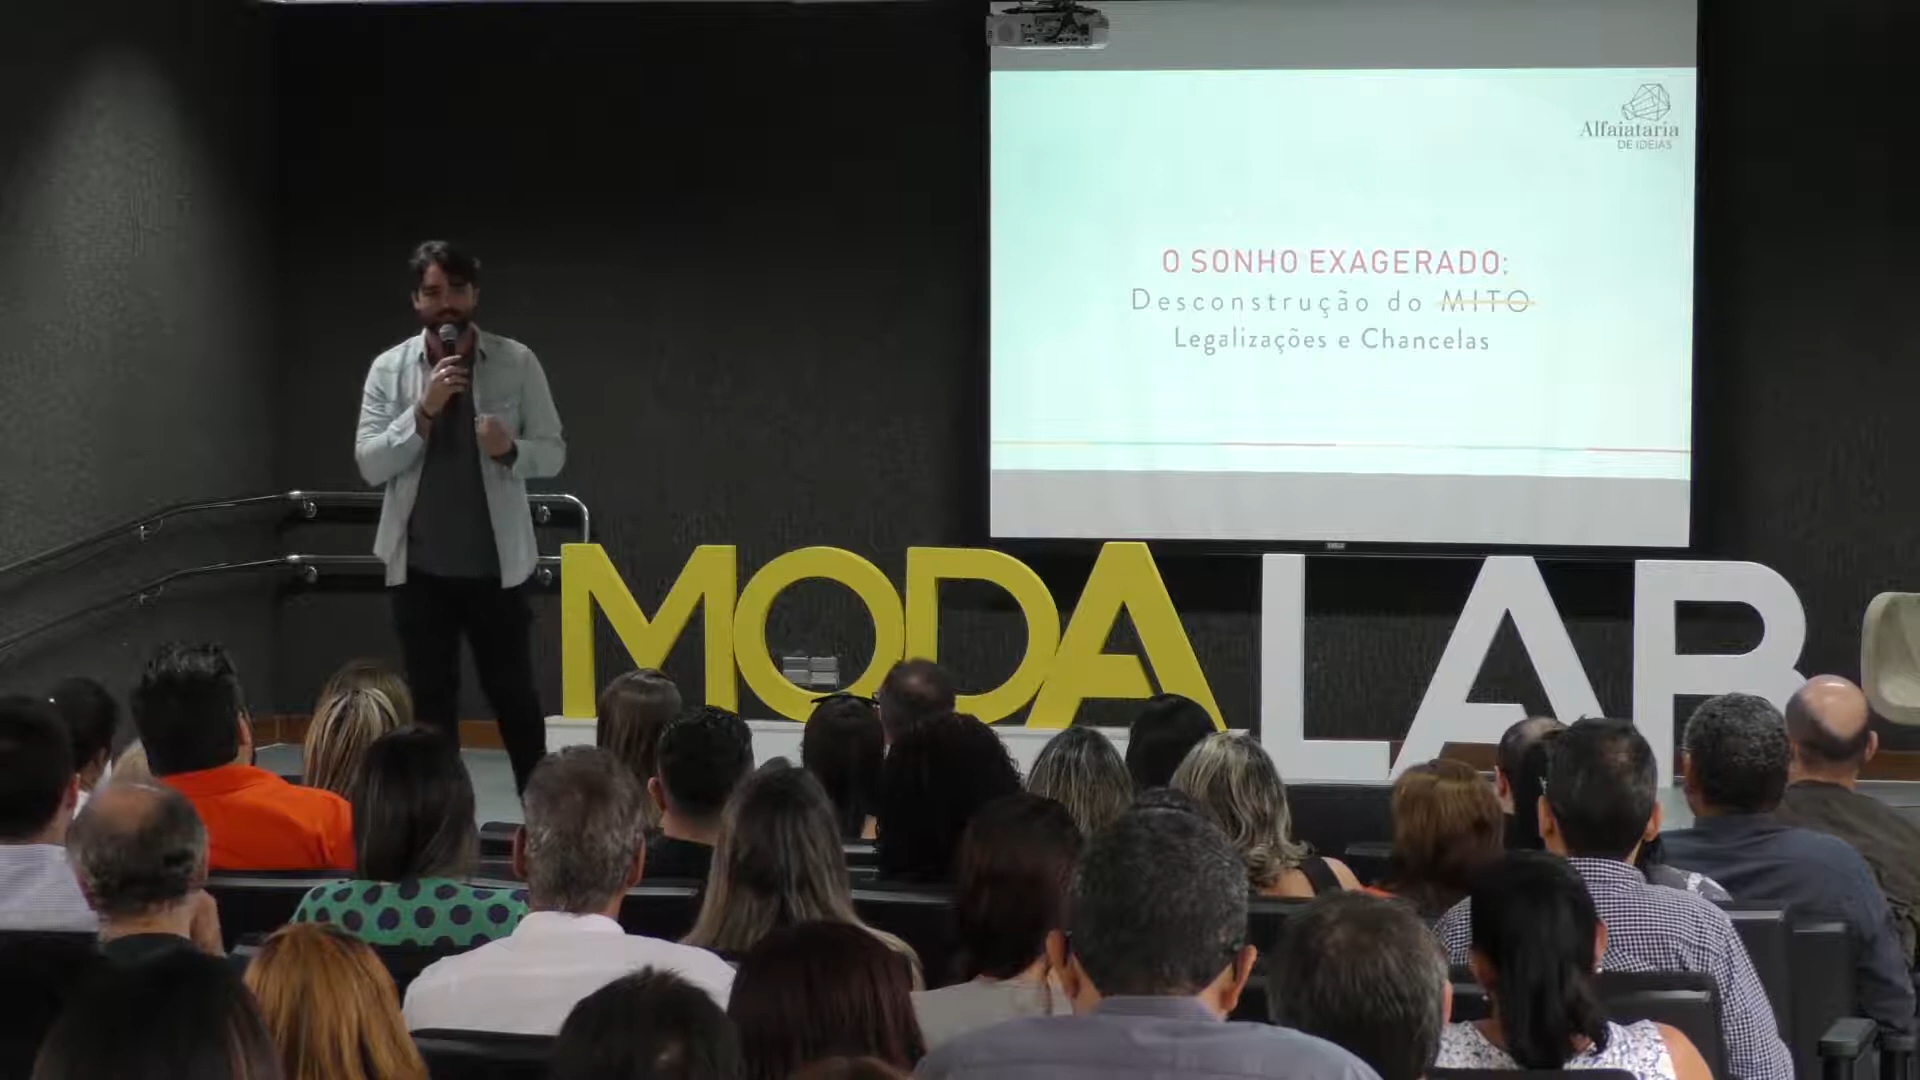 Alfaiataria
DE IDEIAS
O SONHO EXAGERADO:
Desconstrução do MITO
Legalizações e Chancelas
MODA LAB